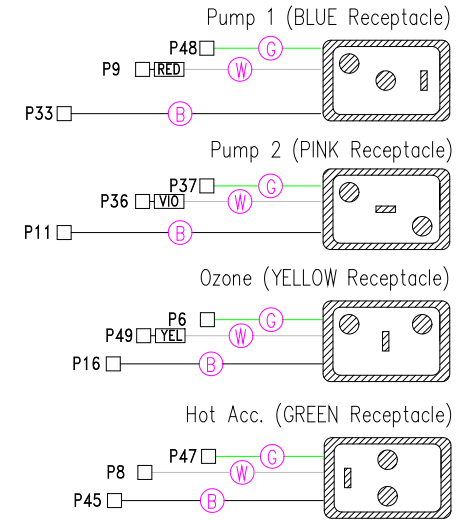 Pump 1 (BLUE Receptacle)
P48 G
P9 RED W
P33 B
Pump 2 (PINK Receptacle)
P37 G
P36 VIO W
P11 B
Ozone (YELLOW Receptacle)
P6 G
P49 YEL W
P16 B
Hot Acc. (GREEN Receptacle)
P47 G
P8 W
P45 B